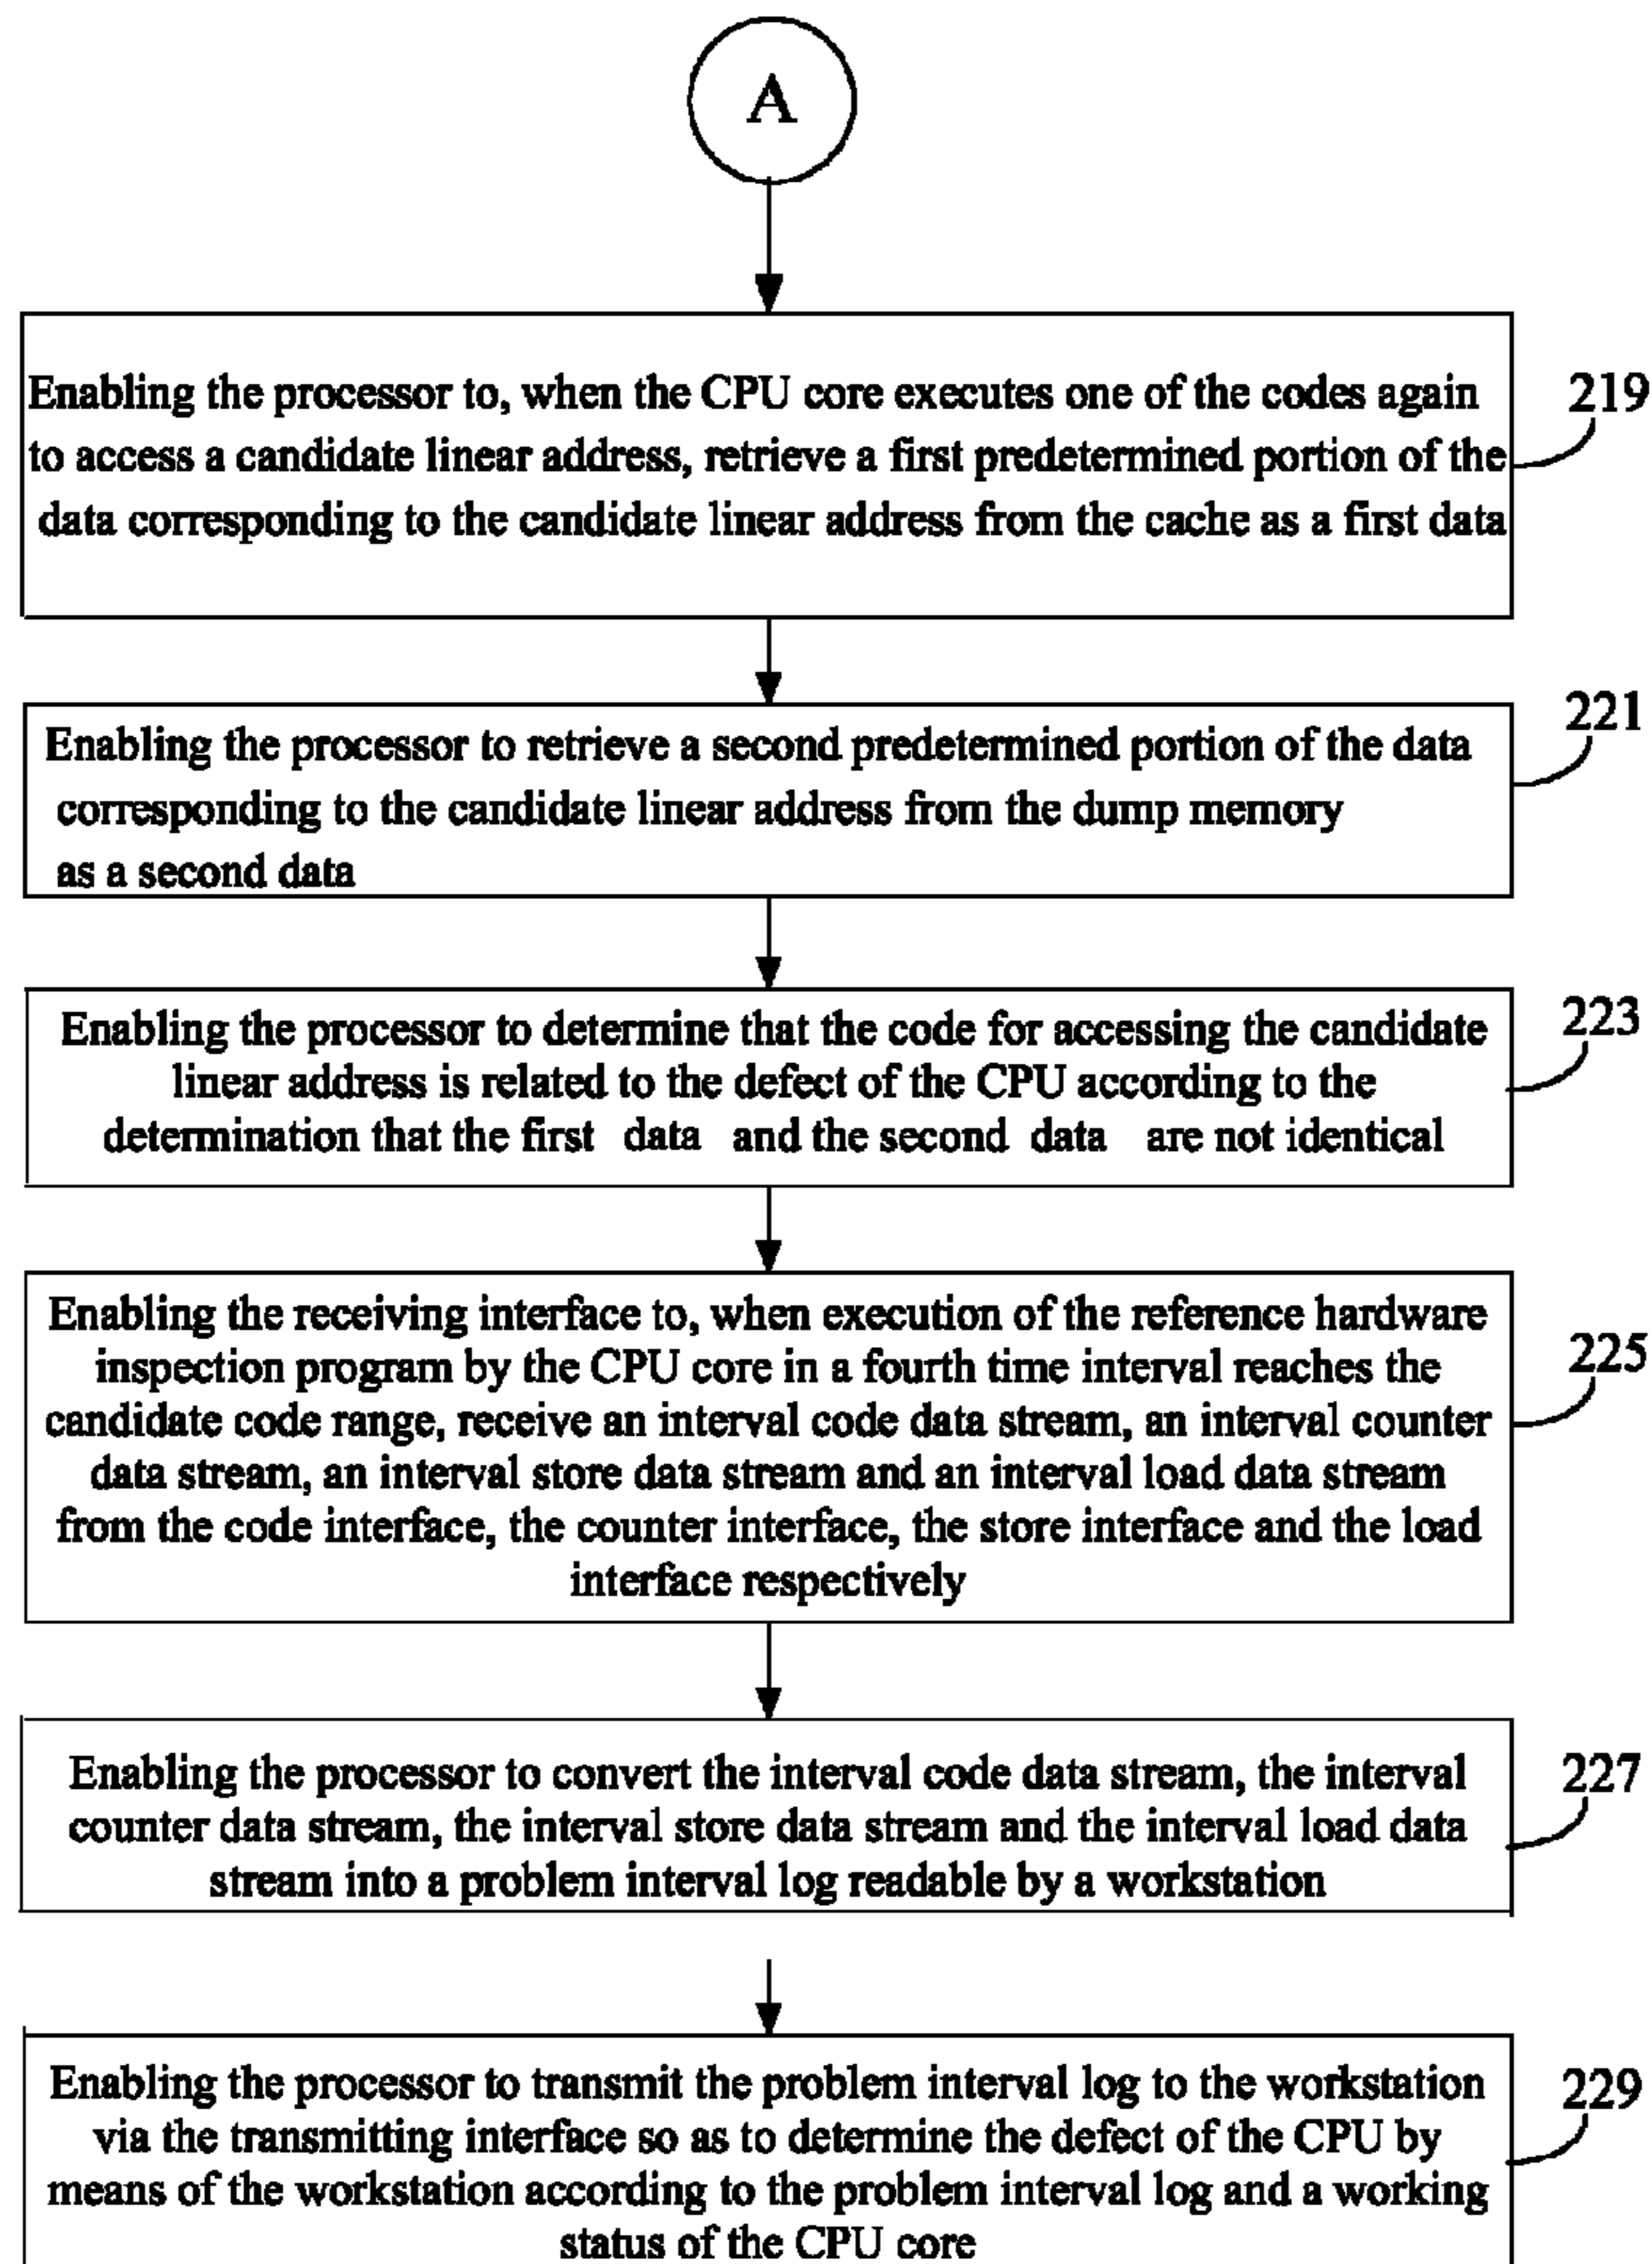 A
Enabling the processor to, when the CPU core executes one of the codes again
to access a candidate linear address, retrieve a first predetermined portion of the
data corresponding to the candidate linear address from the cache as a first data
219
Enabling the processor to retrieve a second predetermined portion of the data
corresponding to the candidate linear address from the dump memory
as a second data
221
Enabling the processor to determine that the code for accessing the candidate
linear address is related to the defect of the CPU according to the
determination that the first data and the second data are not identical
223
Enabling the receiving interface to, when execution of the reference hardware
inspection program by the CPU core in a fourth time interval reaches the
candidate code range, receive an interval code data stream, an interval counter
data stream, an interval store data stream and an interval load data stream
from the code interface, the counter interface, the store interface and the load
interface respectively
225
Enabling the processor to convert the interval code data stream, the interval
counter data stream, the interval store data stream and the interval load data
stream into a problem interval log readable by a workstation
227
Enabling the processor to transmit the problem interval log to the workstation
via the transmitting interface so as to determine the defect of the CPU by
means of the workstation according to the problem interval log and a working
status of the CPU core
229